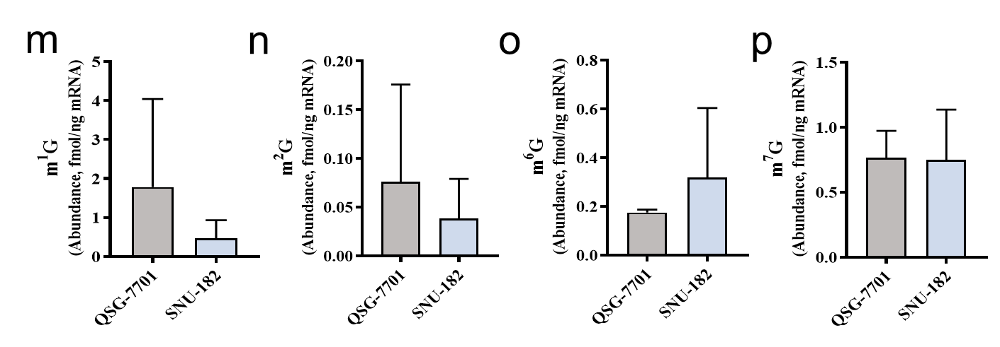 m
m¹G
(Abundance, fmol/ng mRNA)
5
4
3
2
1
0
QSG-7701
SNU-182
n
m²G
(Abundance, fmol/ng mRNA)
0.20
0.15
0.10
0.05
0.00
QSG-7701
SNU-182
o
m⁶G
(Abundance, fmol/ng mRNA)
0.8
0.6
0.4
0.2
0.0
QSG-7701
SNU-182
p
m⁷G
(Abundance, fmol/ng mRNA)
1.5
1.0
0.5
0.0
QSG-7701
SNU-182